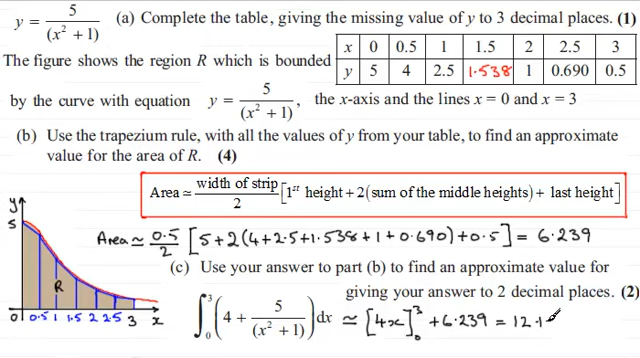 y = 5/(x² + 1)  (a) Complete the table, giving the missing value of y to 3 decimal places. (1)
x 0 0.5 1 1.5 2 2.5 3
y 5 4 2.5 1.538 1 0.690 0.5
The figure shows the region R which is bounded
by the curve with equation y = 5/(x² + 1), the x-axis and the lines x = 0 and x = 3
(b) Use the trapezium rule, with all the values of y from your table, to find an approximate
value for the area of R. (4)
Area ≃ width of strip/2 [1st height + 2(sum of the middle heights) + last height]
Area ≃ 0.5/2 [5 + 2(4 + 2.5 + 1.538 + 1 + 0.690) + 0.5] = 6.239
y
5
R
0 0.5 1 1.5 2 2.5 3 x
(c) Use your answer to part (b) to find an approximate value for
giving your answer to 2 decimal places. (2)
∫₀³ (4 + 5/(x² + 1)) dx ≃ [4x]₀³ + 6.239 = 12.1